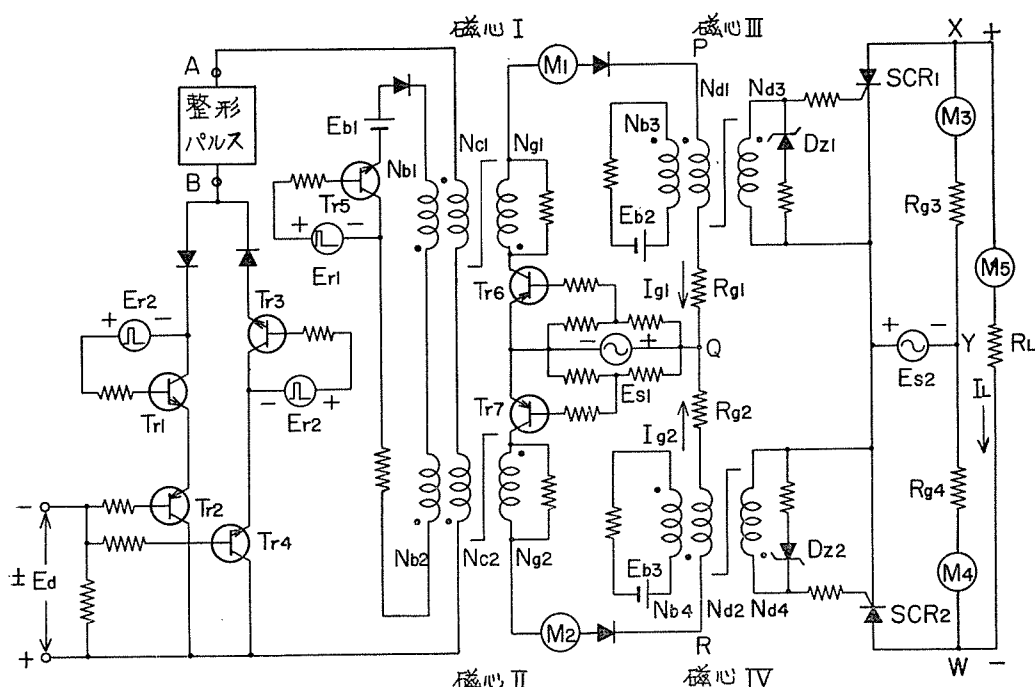 磁心 I
磁心 III
A
整形
パルス
B
Eb1
Tr5
Nb1
Er1
Nc1
Ng1
M1
P
Nd1
Nd3
Nb3
Eb2
Dz1
SCR1
X
+
M3
Rg3
M5
RL
IL
Er2
+
-
Tr3
Tr1
Er2
-
+
+
-
Tr6
Ig1
Rg1
-
+
Q
Es1
Tr7
Ig2
Rg2
+
-
Es2
Y
-
±Ed
+
Tr2
Tr4
Nb2
Nc2
Ng2
M2
Eb3
Nb4
Nd2
Nd4
Dz2
SCR2
Rg4
M4
R
W
-
磁心 II
磁心 IV